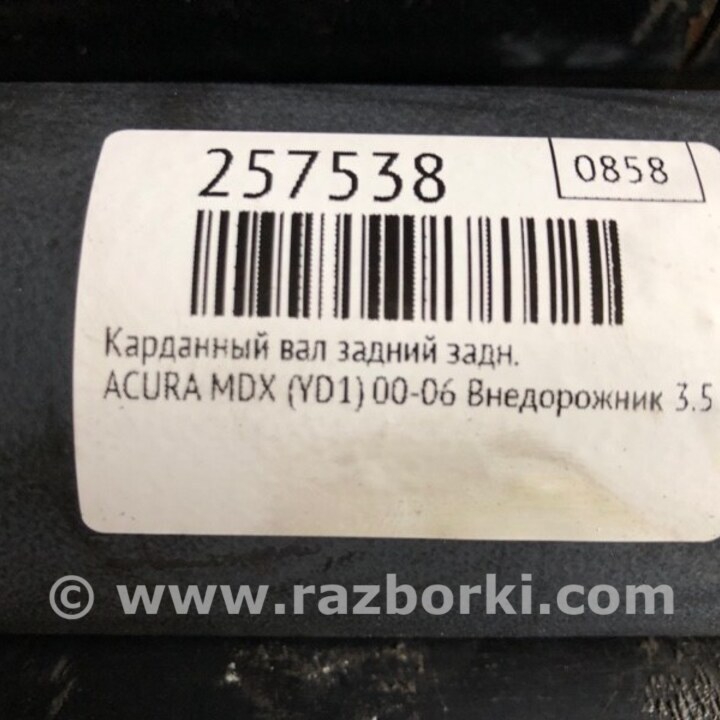 257538
0858
Карданный вал задний задн.
ACURA MDX (YD1) 00-06 Внедорожник 3.5
© www.razborki.com